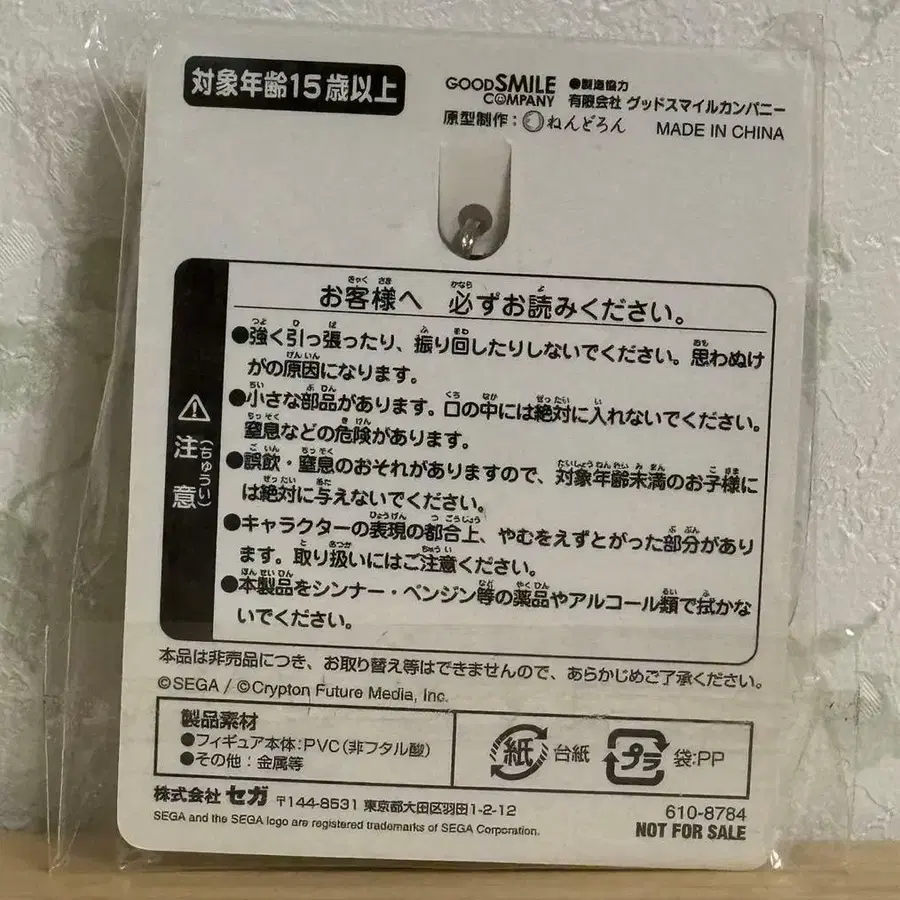 対象年齢15歳以上
GOODSMILE COMPANY
●製造協力
有限会社 グッドスマイルカンパニー
原型制作：ねんどろん MADE IN CHINA
お客様へ 必ずお読みください。
⚠注意(ちゅうい)
●強く引っ張ったり、振り回したりしないでください。思わぬけ
がの原因になります。
●小さな部品があります。口の中には絶対に入れないでください。
窒息などの危険があります。
●誤飲・窒息のおそれがありますので、対象年齢未満のお子様に
は絶対に与えないでください。
●キャラクターの表現の都合上、やむをえずとがった部分があり
ます。取り扱いにはご注意ください。
●本製品をシンナー・ベンジン等の薬品やアルコール類で拭かな
いでください。
本品は非売品につき、お取り替え等はできませんので、あらかじめご了承ください。
©SEGA / ©Crypton Future Media, Inc.
製品素材
●フィギュア本体：PVC（非フタル酸）
●その他：金属等
紙 台紙 プラ 袋：PP
株式会社 セガ 〒144-8531 東京都大田区羽田1-2-12
SEGA and the SEGA logo are registered trademarks of SEGA Corporation.
610-8784
NOT FOR SALE